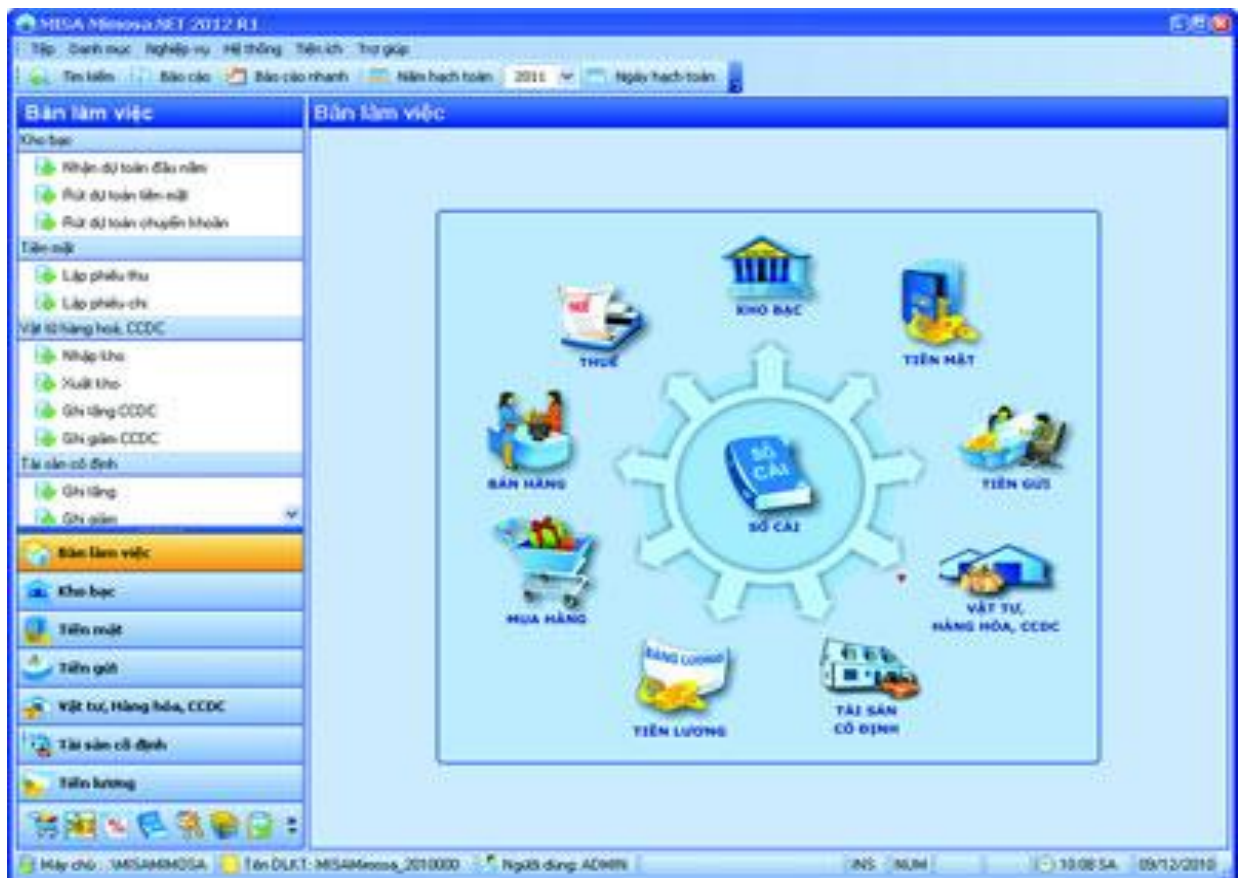 MISA Mimosa.NET 2012 R1
Tệp Danh mục Nghiệp vụ Hệ thống Tiện ích Trợ giúp
Tìm kiếm Báo cáo Báo cáo nhanh Năm hạch toán 2011 Ngày hạch toán
Bàn làm việc
Bàn làm việc
Kho bạc
Nhận dự toán đầu năm
Rút dự toán tiền mặt
Rút dự toán chuyển khoản
Tiền mặt
Lập phiếu thu
Lập phiếu chi
Vật tư hàng hoá, CCDC
Nhập kho
Xuất kho
Ghi tăng CCDC
Ghi giảm CCDC
Tài sản cố định
Ghi tăng
Ghi giảm
Bàn làm việc
Kho bạc
Tiền mặt
Tiền gửi
Vật tư, Hàng hóa, CCDC
Tài sản cố định
Tiền lương
KHO BẠC
TIỀN MẶT
THUẾ
BÁN HÀNG
SỔ
CÁI
SỔ CÁI
TIỀN GỬI
MUA HÀNG
VẬT TƯ,
HÀNG HÓA, CCDC
BẢNG LƯƠNG
TIỀN LƯƠNG
TÀI SẢN
CỐ ĐỊNH
Máy chủ: \MISAMIMOSA Tên DLKT: MISAMimosa_2010000 Người dùng: ADMIN INS NUM 10:08 SA 09/12/2010